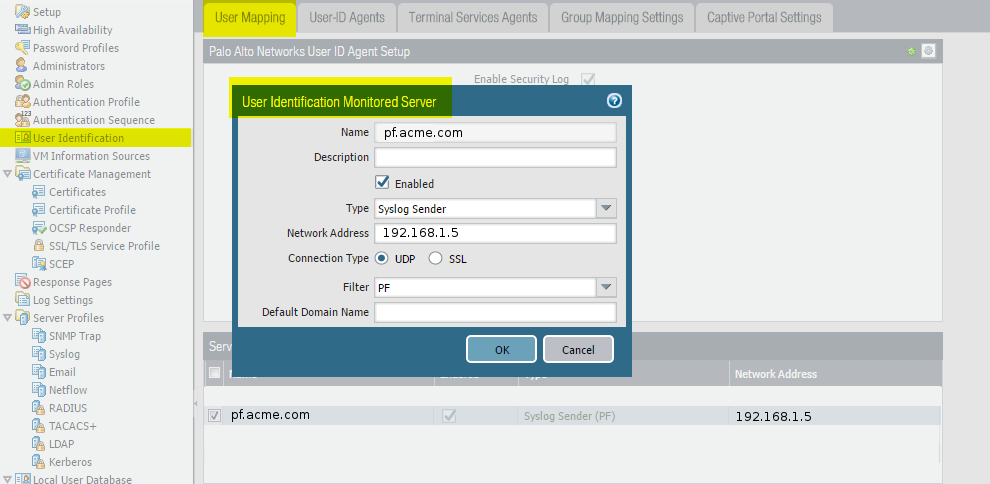 Setup
High Availability
Password Profiles
Administrators
Admin Roles
Authentication Profile
Authentication Sequence
User Identification
VM Information Sources
Certificate Management
Certificates
Certificate Profile
OCSP Responder
SSL/TLS Service Profile
SCEP
Response Pages
Log Settings
Server Profiles
SNMP Trap
Syslog
Email
Netflow
RADIUS
TACACS+
LDAP
Kerberos
Local User Database
User Mapping User-ID Agents Terminal Services Agents Group Mapping Settings Captive Portal Settings
Palo Alto Networks User ID Agent Setup
Enable Security Log
User Identification Monitored Server
Name pf.acme.com
Description
Enabled
Type Syslog Sender
Network Address 192.168.1.5
Connection Type UDP SSL
Filter PF
Default Domain Name
OK Cancel
Network Address
pf.acme.com Syslog Sender (PF) 192.168.1.5